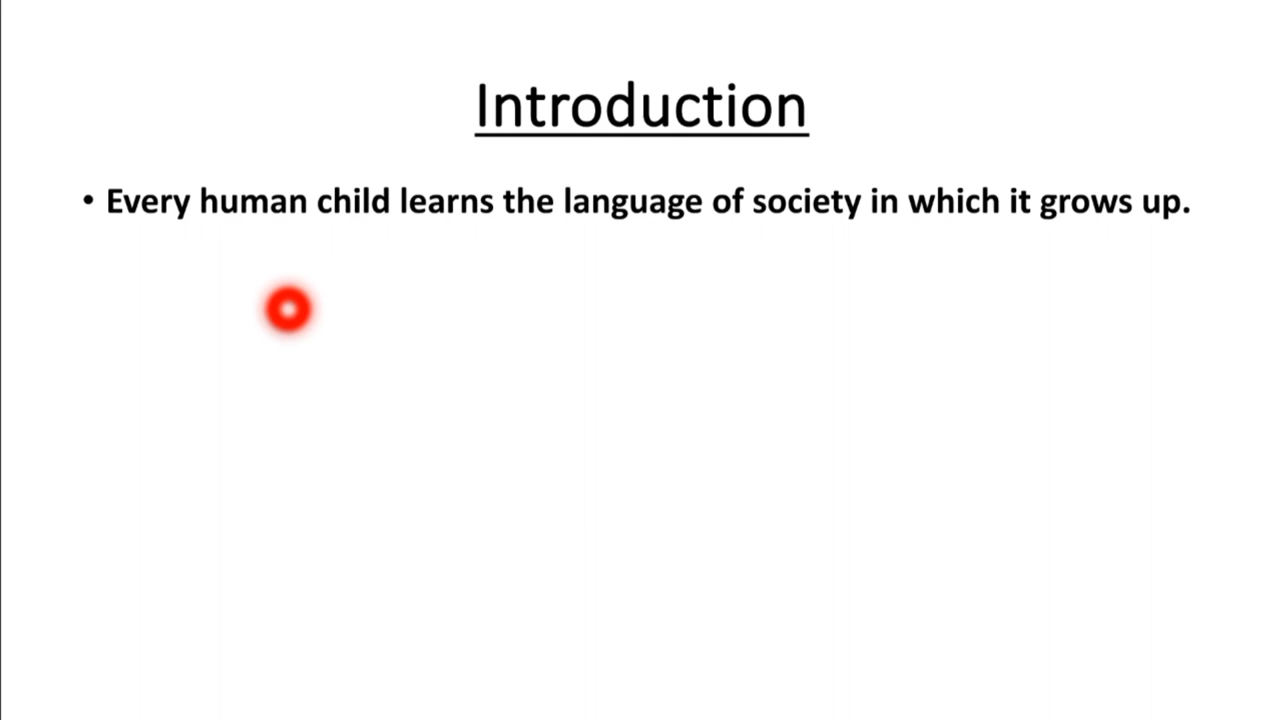 Introduction
• Every human child learns the language of society in which it grows up.